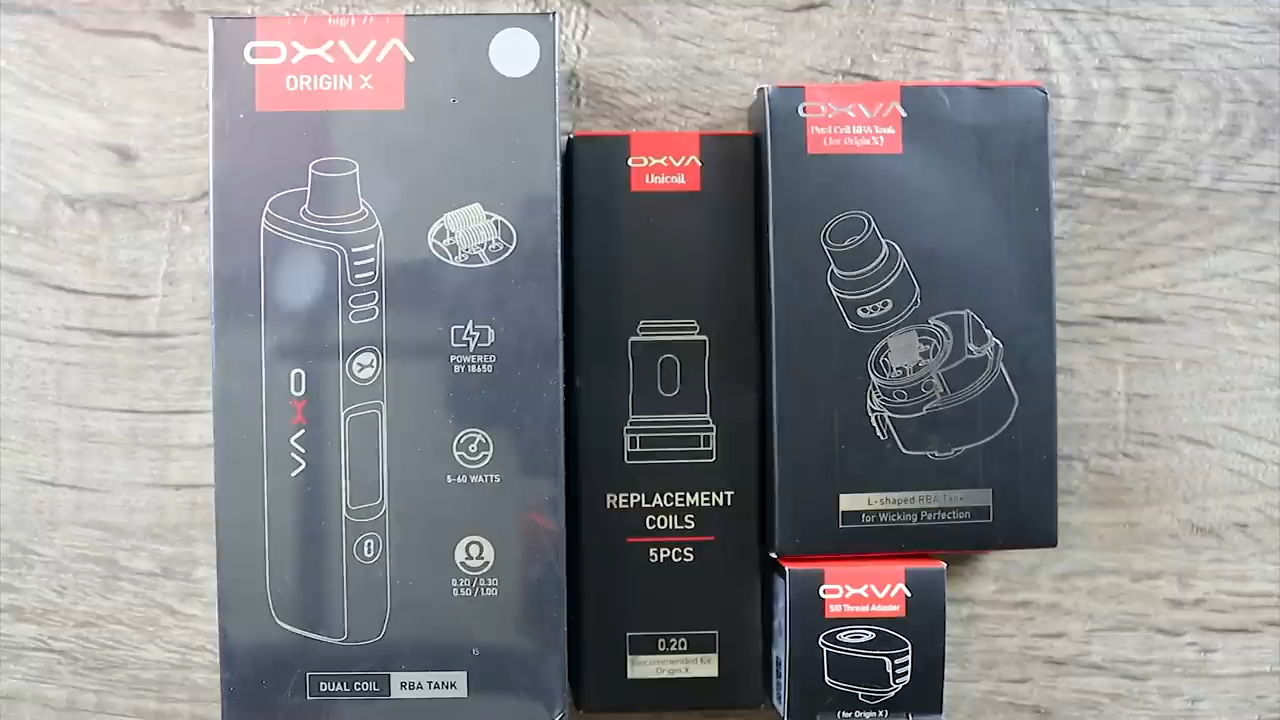 OXVA
ORIGIN X
OXVA
POWERED
BY 18650
5-60 WATTS
0.2Ω / 0.3Ω
0.5Ω / 1.0Ω
DUAL COIL RBA TANK
OXVA
Unicoil
REPLACEMENT
COILS
5PCS
0.2Ω
Recommended for
Origin X
OXVA
Dual Coil RBA Tank
(for Origin X)
L-shaped RBA Tank
for Wicking Perfection
OXVA
510 Thread Adapter
(for Origin X)